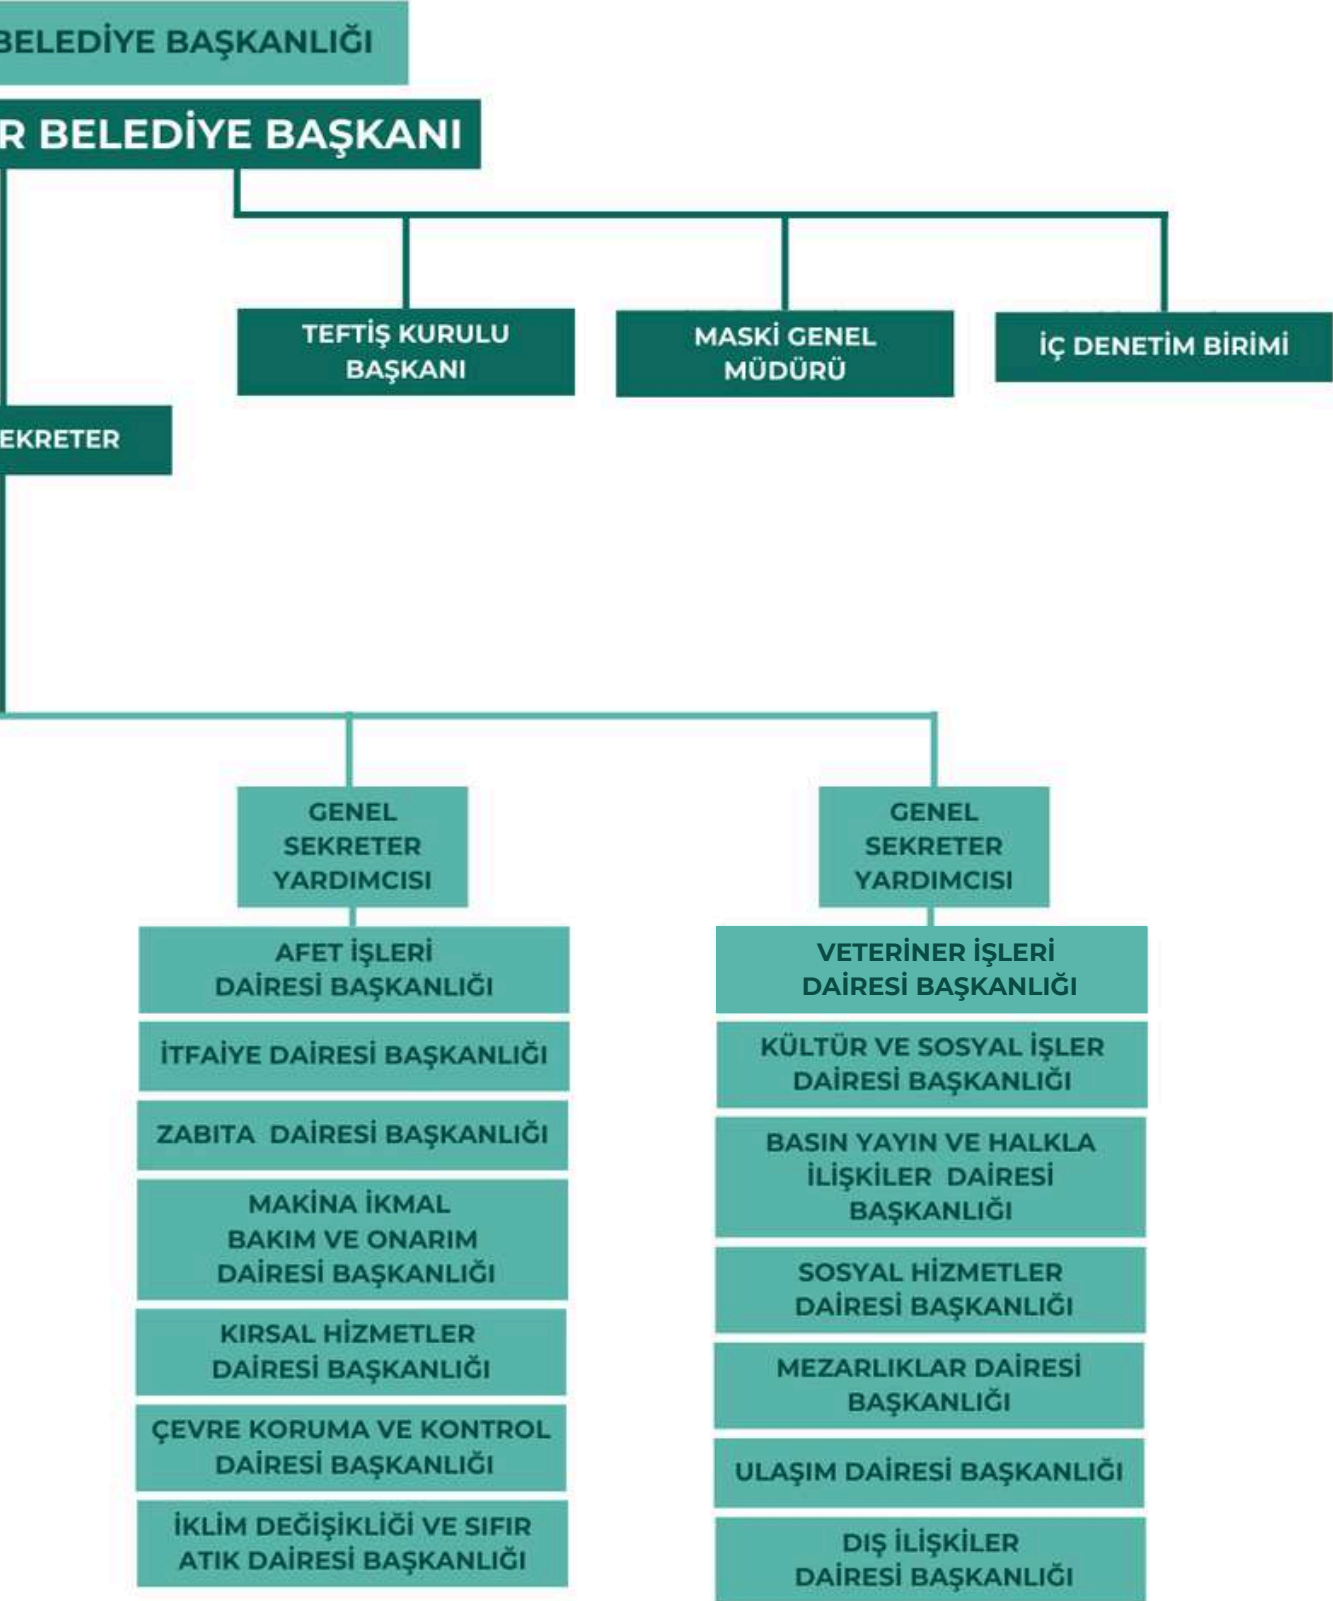 BELEDİYE BAŞKANLIĞI
R BELEDİYE BAŞKANI
TEFTİŞ KURULU
BAŞKANI
MASKİ GENEL
MÜDÜRÜ
İÇ DENETİM BİRİMİ
EKRETER
GENEL
SEKRETER
YARDIMCISI
AFET İŞLERİ
DAİRESİ BAŞKANLIĞI
İTFAİYE DAİRESİ BAŞKANLIĞI
ZABITA DAİRESİ BAŞKANLIĞI
MAKİNA İKMAL
BAKIM VE ONARIM
DAİRESİ BAŞKANLIĞI
KIRSAL HİZMETLER
DAİRESİ BAŞKANLIĞI
ÇEVRE KORUMA VE KONTROL
DAİRESİ BAŞKANLIĞI
İKLİM DEĞİŞİKLİĞİ VE SIFIR
ATIK DAİRESİ BAŞKANLIĞI
GENEL
SEKRETER
YARDIMCISI
VETERİNER İŞLERİ
DAİRESİ BAŞKANLIĞI
KÜLTÜR VE SOSYAL İŞLER
DAİRESİ BAŞKANLIĞI
BASIN YAYIN VE HALKLA
İLİŞKİLER DAİRESİ
BAŞKANLIĞI
SOSYAL HİZMETLER
DAİRESİ BAŞKANLIĞI
MEZARLIKLAR DAİRESİ
BAŞKANLIĞI
ULAŞIM DAİRESİ BAŞKANLIĞI
DIŞ İLİŞKİLER
DAİRESİ BAŞKANLIĞI